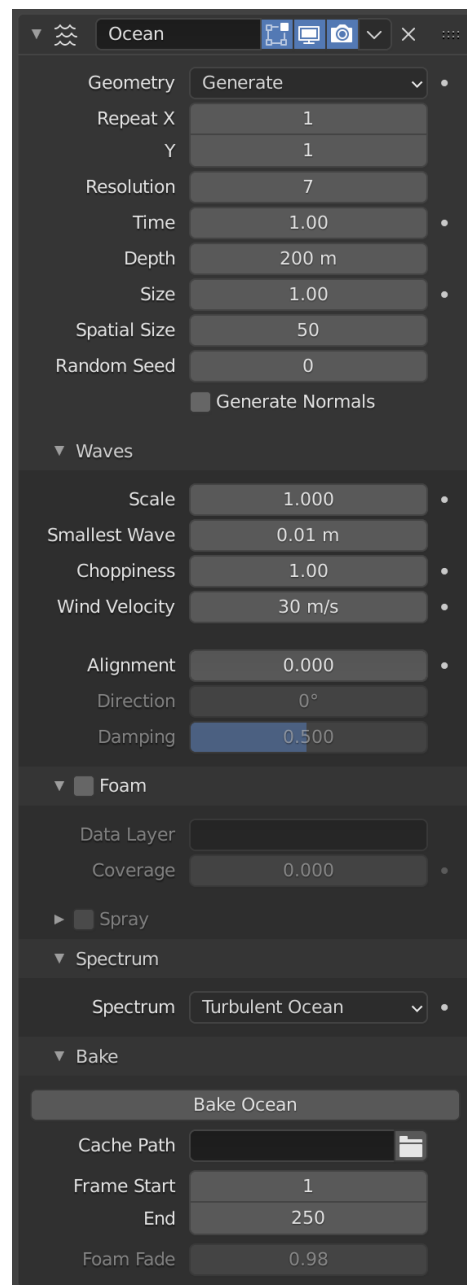 Ocean
Geometry Generate
Repeat X 1
Y 1
Resolution 7
Time 1.00
Depth 200 m
Size 1.00
Spatial Size 50
Random Seed 0
Generate Normals
Waves
Scale 1.000
Smallest Wave 0.01 m
Choppiness 1.00
Wind Velocity 30 m/s
Alignment 0.000
Direction 0°
Damping 0.500
Foam
Data Layer
Coverage 0.000
Spray
Spectrum
Spectrum Turbulent Ocean
Bake
Bake Ocean
Cache Path
Frame Start 1
End 250
Foam Fade 0.98